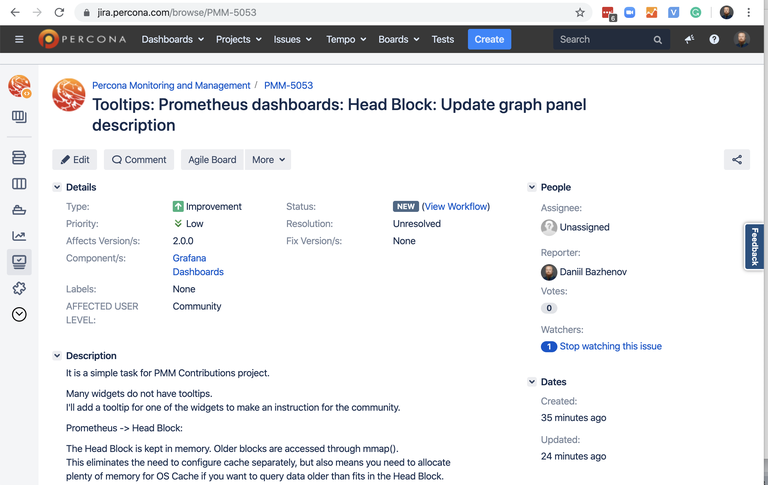 jira.percona.com/browse/PMM-5053
6
PERCONA
Dashboards
Projects
Issues
Tempo
Boards
Tests
Create
Search
Percona Monitoring and Management / PMM-5053
Tooltips: Prometheus dashboards: Head Block: Update graph panel
description
Edit
Comment
Agile Board
More
Details
Type: Improvement Status: NEW (View Workflow)
Priority: Low Resolution: Unresolved
Affects Version/s: 2.0.0 Fix Version/s: None
Component/s: Grafana
Dashboards
Labels: None
AFFECTED USER Community
LEVEL:
Description
It is a simple task for PMM Contributions project.
Many widgets do not have tooltips.
I'll add a tooltip for one of the widgets to make an instruction for the community.
Prometheus -> Head Block:
The Head Block is kept in memory. Older blocks are accessed through mmap().
This eliminates the need to configure cache separately, but also means you need to allocate
plenty of memory for OS Cache if you want to query data older than fits in the Head Block.
People
Assignee:
Unassigned
Reporter:
Daniil Bazhenov
Votes:
0
Watchers:
1 Stop watching this issue
Dates
Created:
35 minutes ago
Updated:
24 minutes ago
Feedback